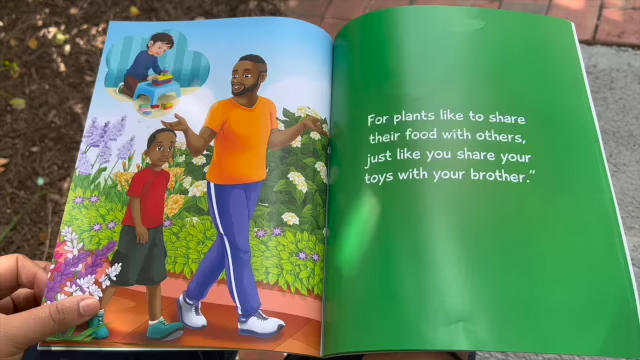 For plants like to share
their food with others,
just like you share your
toys with your brother.”